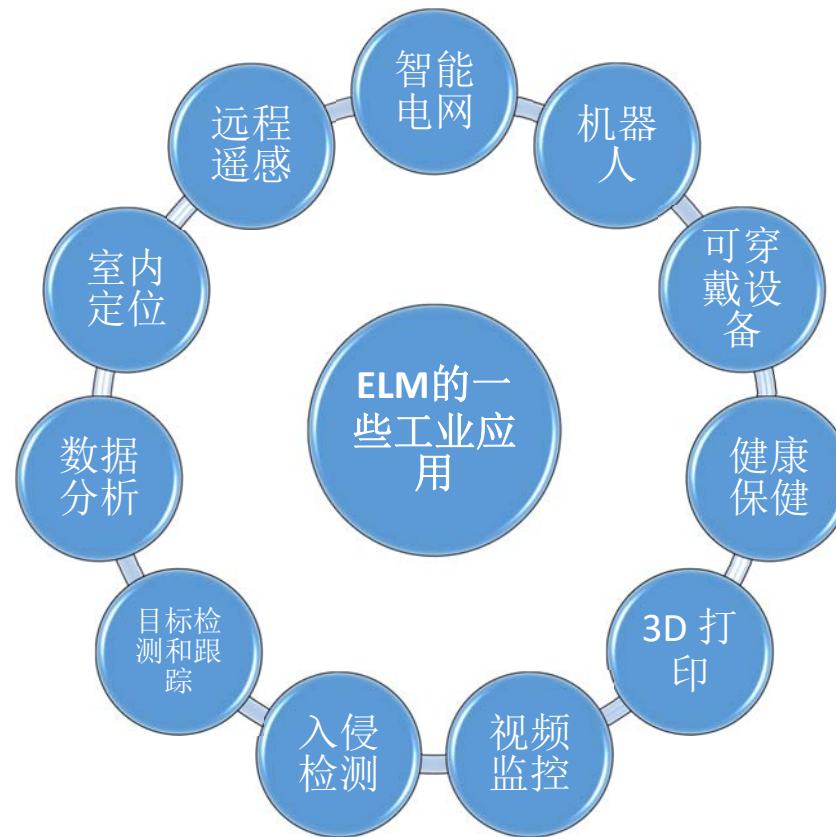 智能
电网
机器
人
可穿
戴设
备
健康
保健
3D 打
印
视频
监控
入侵
检测
目标检
测和跟
踪
数据
分析
室内
定位
远程
遥感
ELM的一
些工业应
用